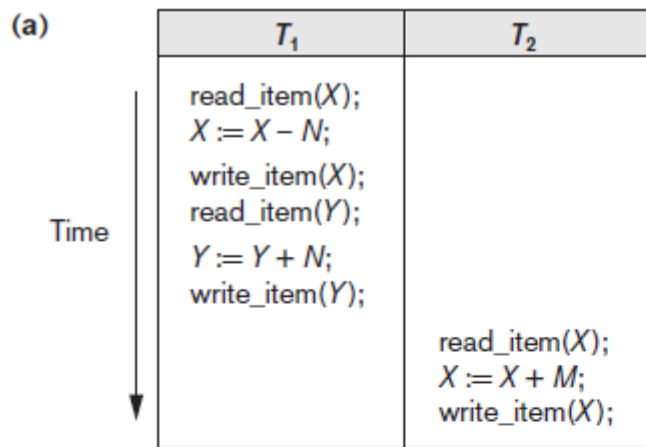 (a)
T1 T2
read_item(X);
X := X – N;
write_item(X);
read_item(Y);
Time
Y := Y + N;
write_item(Y);
read_item(X);
X := X + M;
write_item(X);